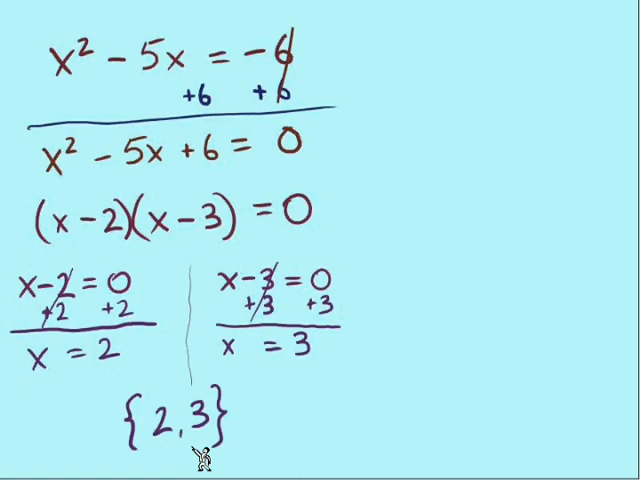 x² - 5x = -6
+6 +6
x² - 5x + 6 = 0
(x - 2)(x - 3) = 0
x - 2 = 0
+2 +2
x = 2
x - 3 = 0
+3 +3
x = 3
{2, 3}